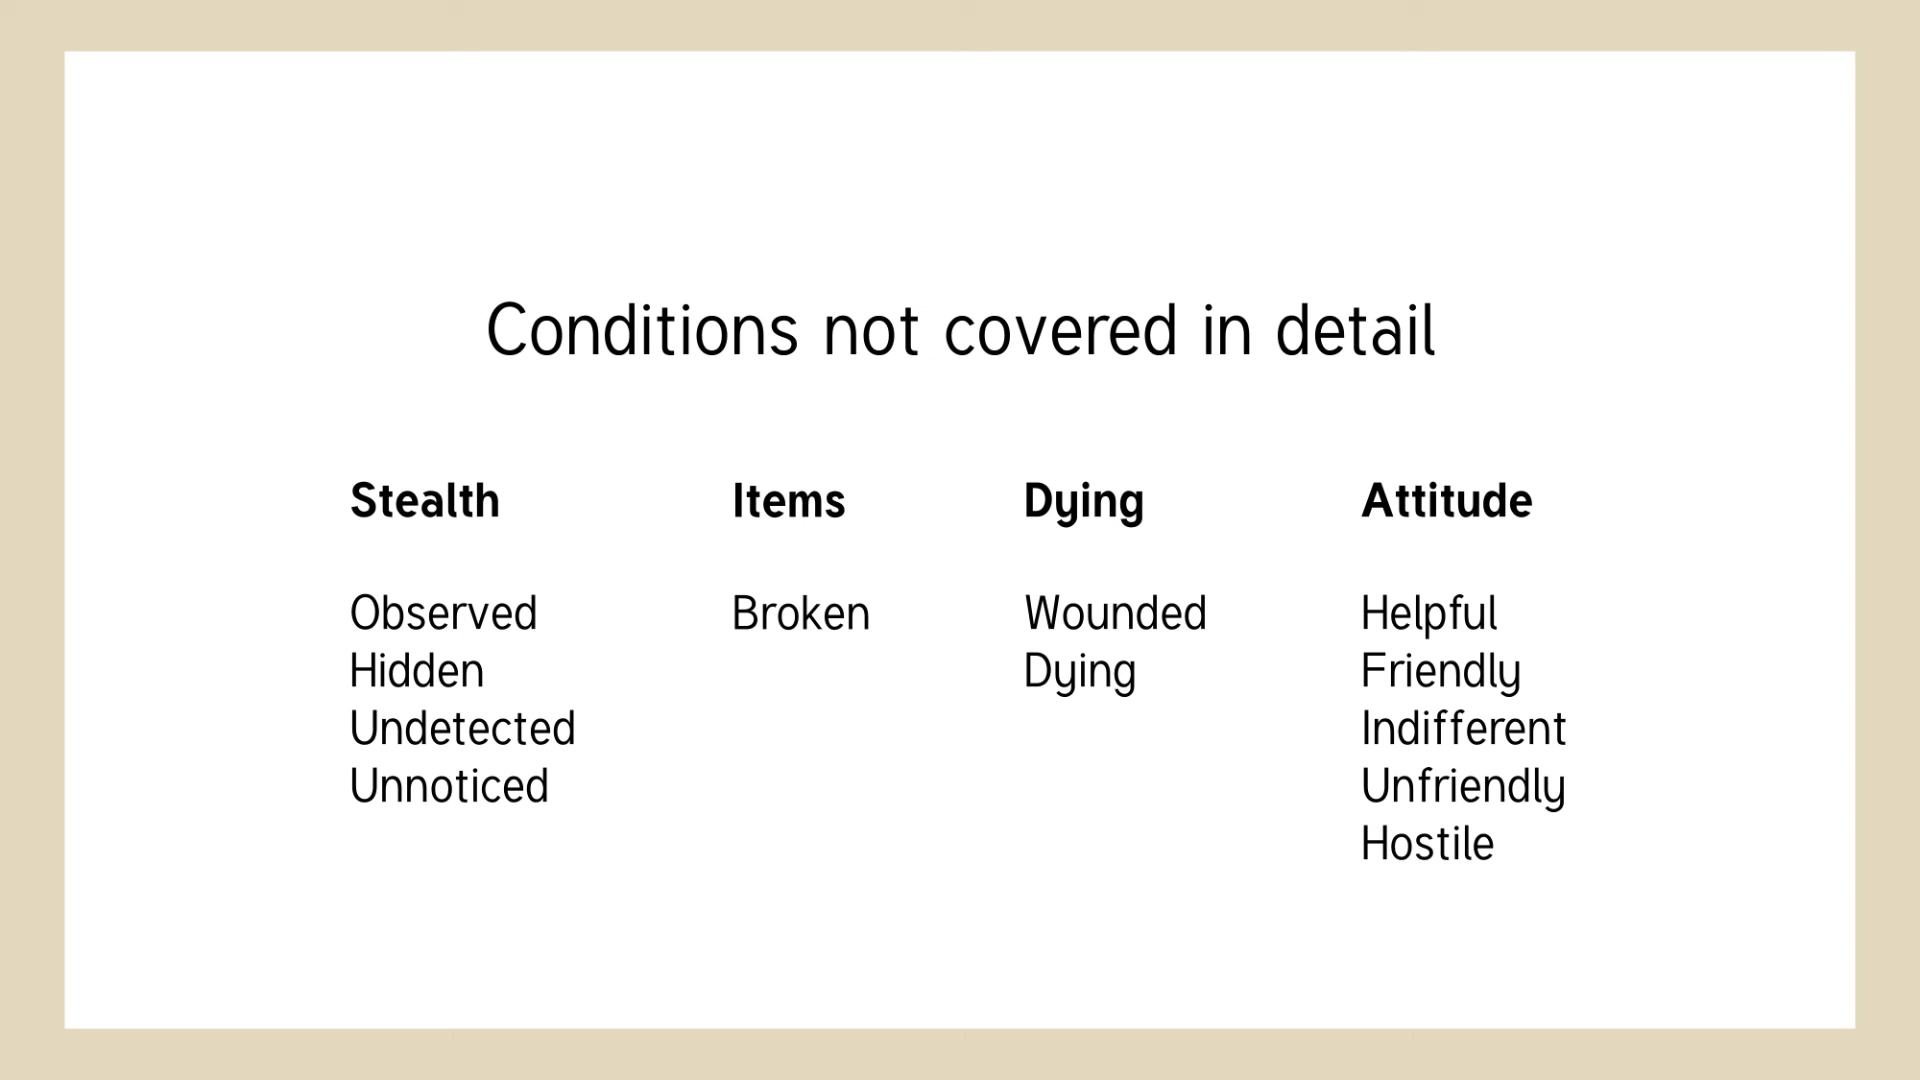 Conditions not covered in detail
Stealth
Observed
Hidden
Undetected
Unnoticed
Items
Broken
Dying
Wounded
Dying
Attitude
Helpful
Friendly
Indifferent
Unfriendly
Hostile